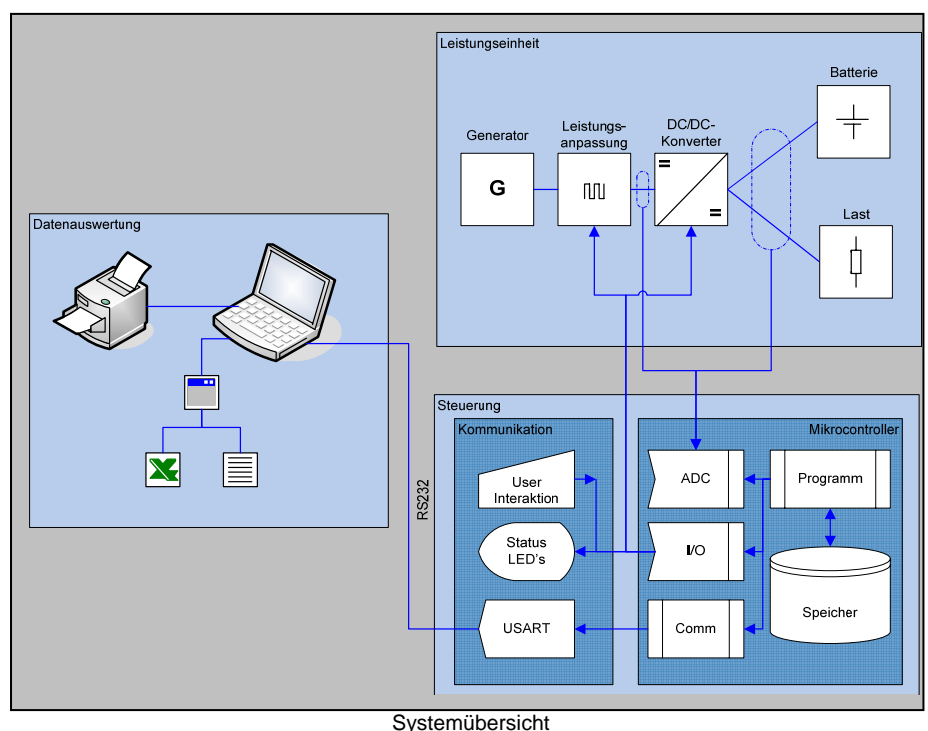 Leistungseinheit
Batterie
Generator
Leistungs-
anpassung
DC/DC-
Konverter
G
Last
Datenauswertung
Steuerung
Kommunikation
Mikrocontroller
User
Interaktion
ADC
Programm
RS232
Status
LED's
I/O
Speicher
USART
Comm
Systemübersicht